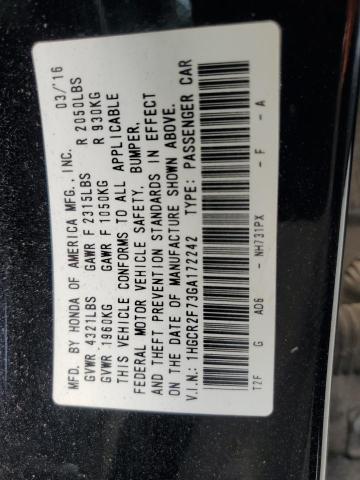 MFD. BY HONDA OF AMERICA MFG., INC. 03/'16
GVWR 4321LBS GAWR F 2315LBS R 2050LBS
GVWR 1960KG GAWR F 1050KG R 930KG
THIS VEHICLE CONFORMS TO ALL APPLICABLE
FEDERAL MOTOR VEHICLE SAFETY, BUMPER,
AND THEFT PREVENTION STANDARDS IN EFFECT
ON THE DATE OF MANUFACTURE SHOWN ABOVE.
V.I.N.: 1HGCR2F73GA172242 TYPE: PASSENGER CAR
T2F G AD6 - NH731PX - F - A